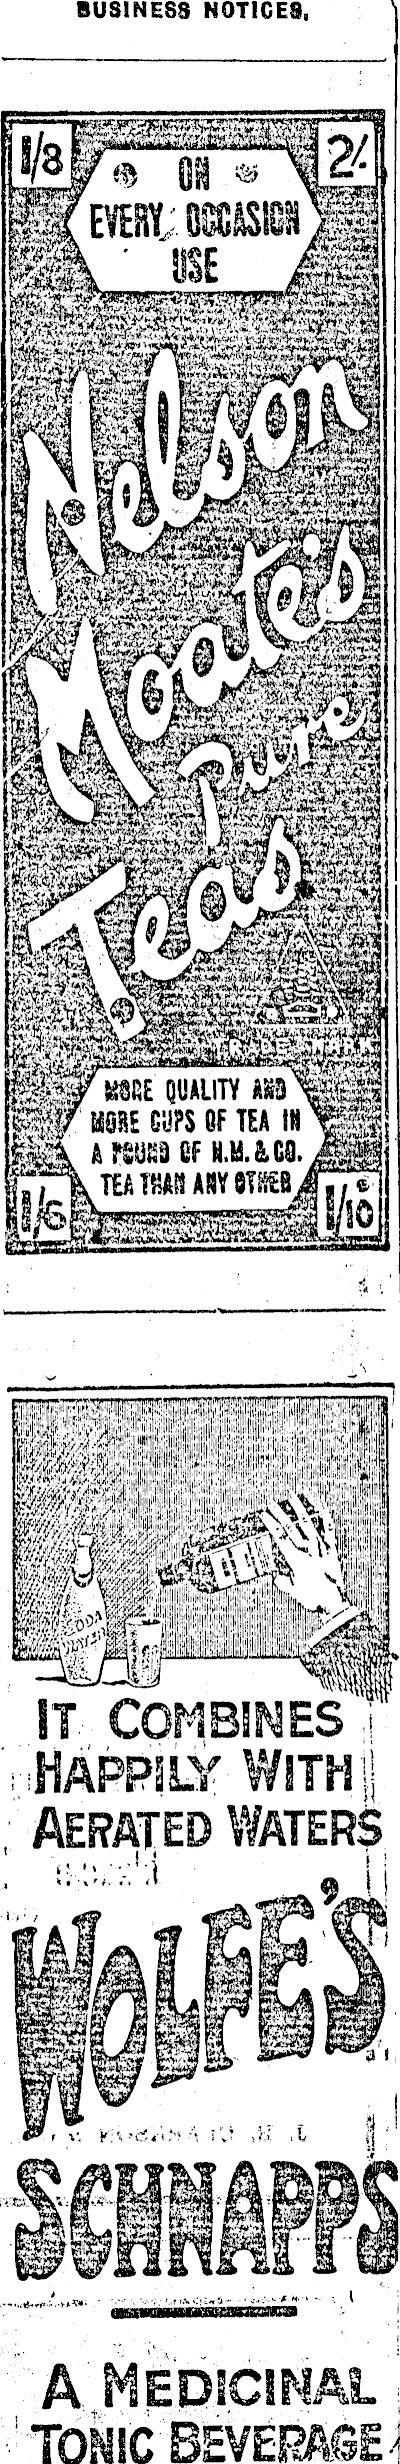 BUSINESS NOTICES.
1/8
2/-
ON
EVERY OCCASION
USE
Nelson
Moate's
Pure
Teas
TRADE MARK
MORE QUALITY AND
MORE CUPS OF TEA IN
A POUND OF N.M. & CO.
TEA THAN ANY OTHER
1/6
1/10
SODA
WATER
IT COMBINES
HAPPILY WITH
AERATED WATERS
WOLFE'S
SCHNAPPS
A MEDICINAL
TONIC BEVERAGE